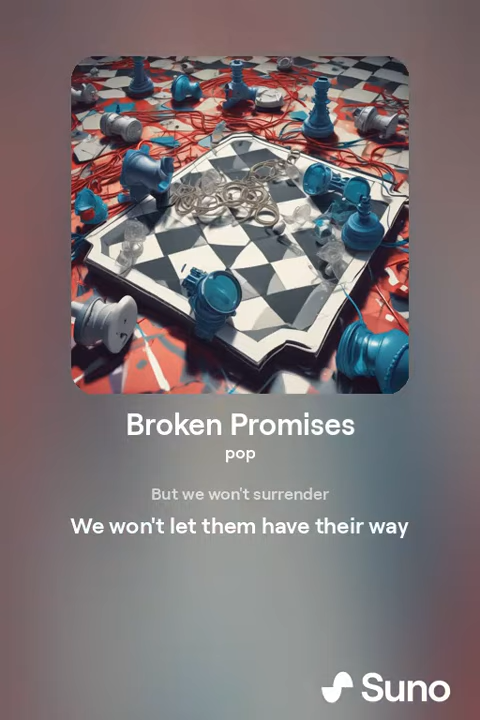 Broken Promises
pop
But we won't surrender
We won't let them have their way
Suno